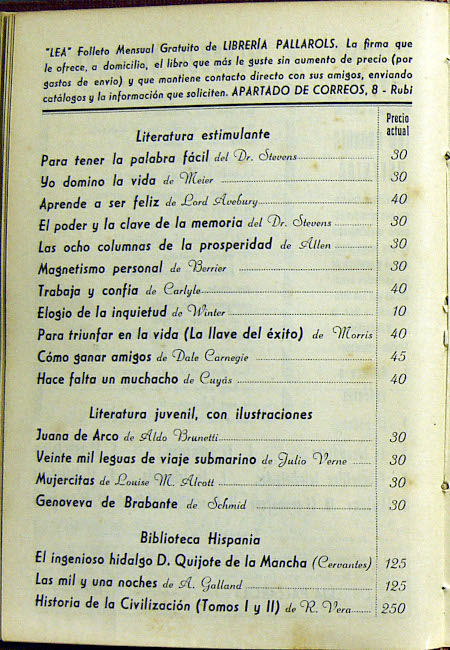 "LEA" Folleto Mensual Gratuito de LIBRERÍA PALLAROLS. La firma que
le ofrece, a domicilio, el libro que más le guste sin aumento de precio (por
gastos de envío) y que mantiene contacto directo con sus amigos, enviando
catálogos y la información que soliciten. APARTADO DE CORREOS, 8 - Rubí
Precio
actual
Literatura estimulante
Para tener la palabra fácil del Dr. Stevens 30
Yo domino la vida de Meier 30
Aprende a ser feliz de Lord Avebury 40
El poder y la clave de la memoria del Dr. Stevens 30
Las ocho columnas de la prosperidad de Allen 30
Magnetismo personal de Berrier 30
Trabaja y confía de Carlyle 40
Elogio de la inquietud de Winter 10
Para triunfar en la vida (La llave del éxito) de Morris 40
Cómo ganar amigos de Dale Carnegie 45
Hace falta un muchacho de Cuyás 40
Literatura juvenil, con ilustraciones
Juana de Arco de Aldo Brunetti 30
Veinte mil leguas de viaje submarino de Julio Verne 30
Mujercitas de Louise M. Alcott 30
Genoveva de Brabante de Schmid 30
Biblioteca Hispania
El ingenioso hidalgo D. Quijote de la Mancha (Cervantes) 125
Las mil y una noches de A. Galland 125
Historia de la Civilización (Tomos I y II) de R. Vera 250